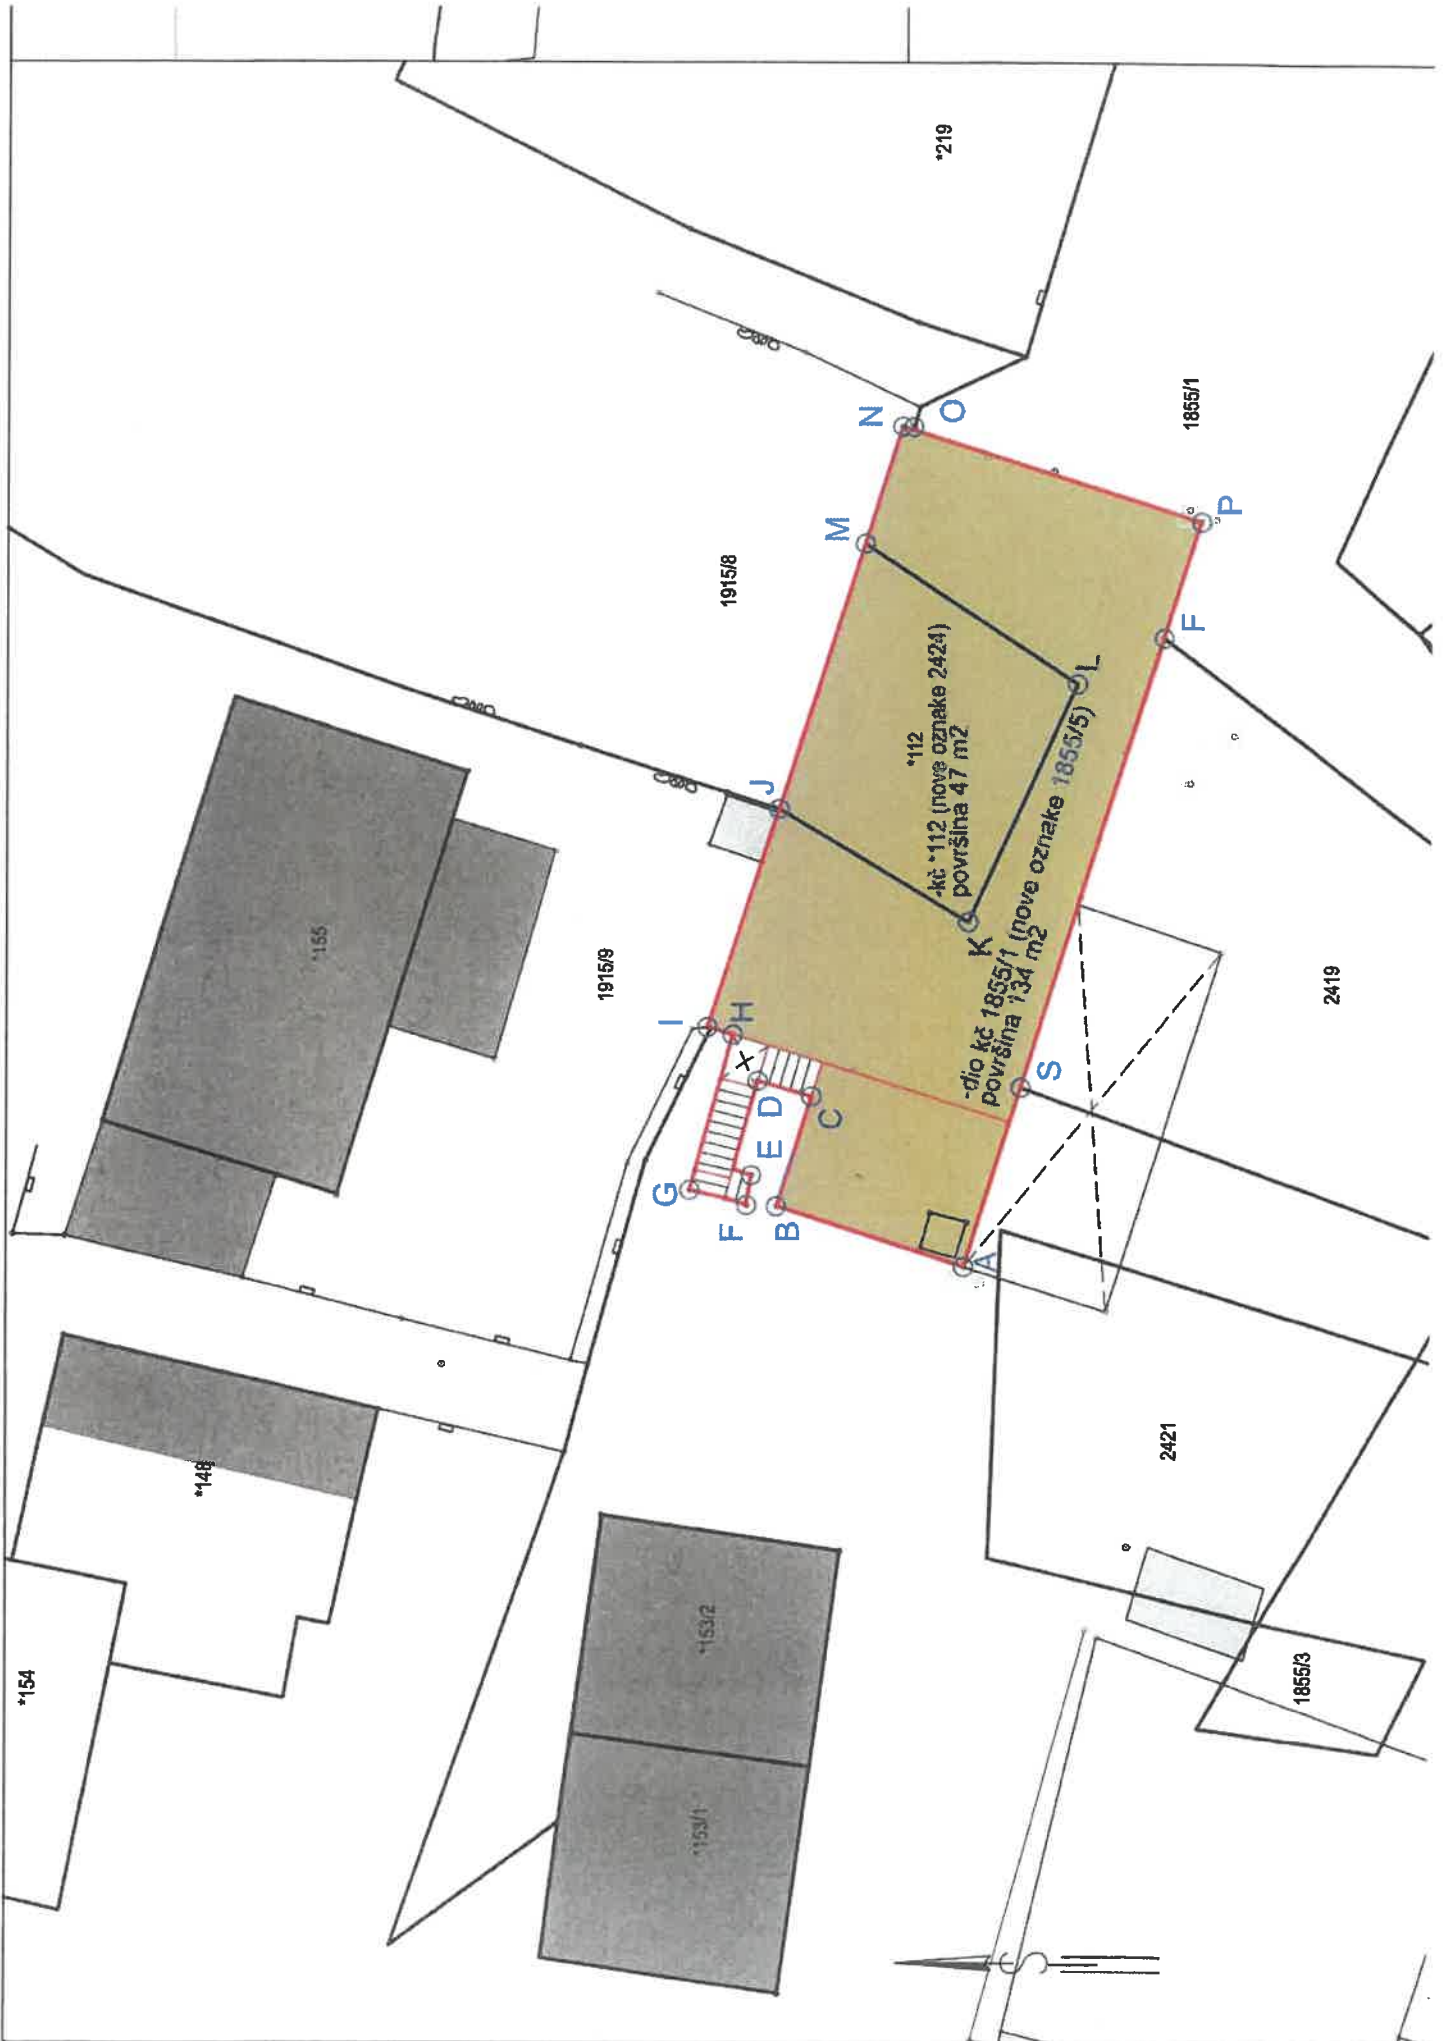 *219
N
O
1855/1
M
P
1915/8
F
J
*112
-kč *112 (nove oznake 2424)
površina 47 m2
L
K
-dio kč 1855/1 (nove oznake 1855/5)
površina 134 m2
*155
1915/9
2419
I
H
X
S
D
C
E
G
F
B
A
*148
2421
*154
*153/2
1855/3
*153/1
S